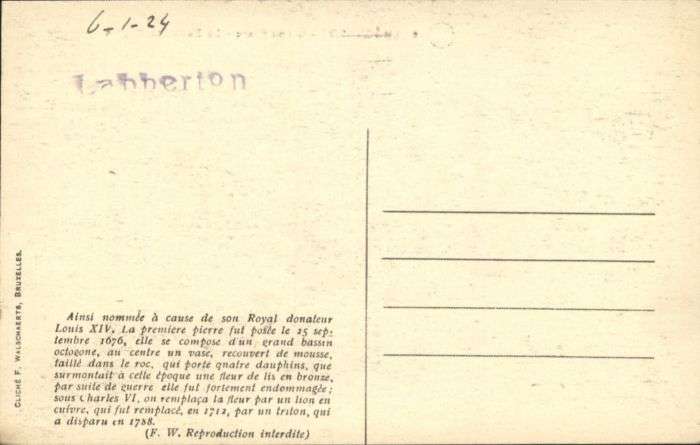 6-1-24
Labberton
CLICHÉ F. WALSCHAERTS, BRUXELLES.
Ainsi nommée à cause de son Royal donateur
Louis XIV. La première pierre fut posée le 25 sep-
tembre 1676, elle se compose d'un grand bassin
octogone, au centre un vase, recouvert de mousse,
taillé dans le roc, qui porte quatre dauphins, que
surmontait à celle époque une fleur de lis en bronze,
par suite de guerre elle fut fortement endommagée;
sous Charles VI, on remplaça la fleur par un lion en
cuivre, qui fut remplacé, en 1712, par un triton, qui
a disparu en 1788.
(F. W. Reproduction interdite)